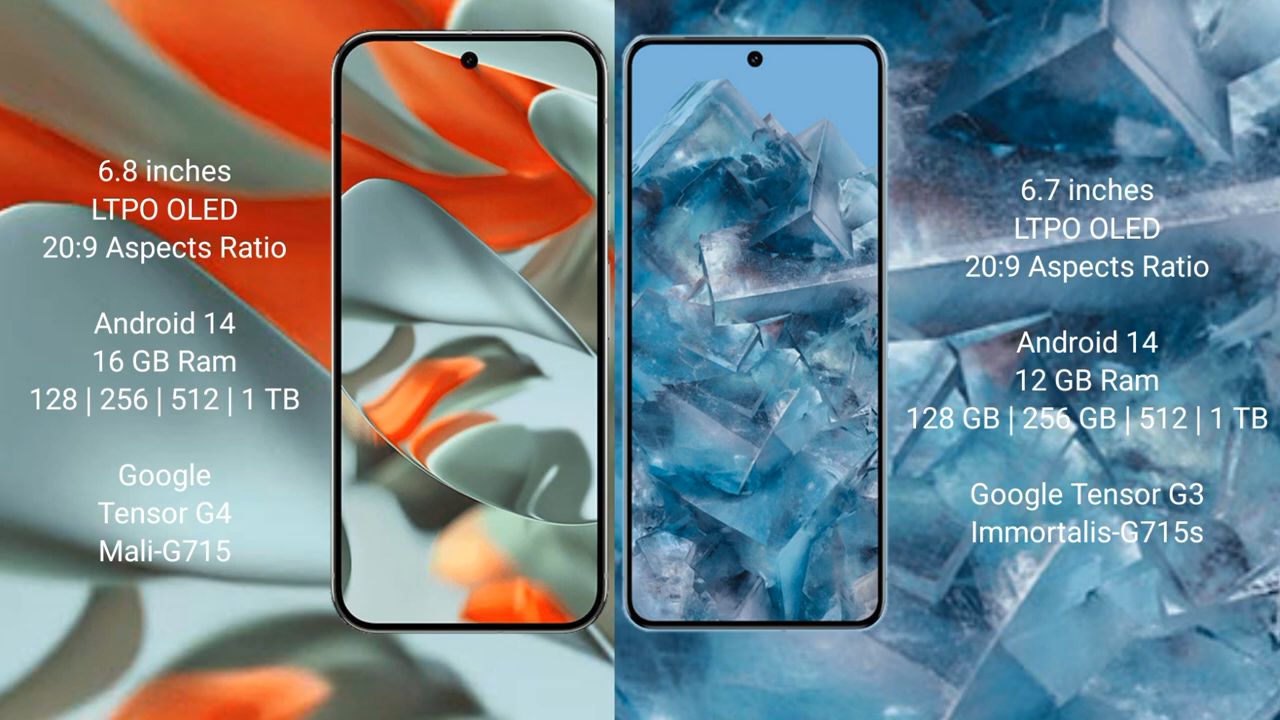 6.8 inches
LTPO OLED
20:9 Aspects Ratio
Android 14
16 GB Ram
128 | 256 | 512 | 1 TB
Google
Tensor G4
Mali-G715
6.7 inches
LTPO OLED
20:9 Aspects Ratio
Android 14
12 GB Ram
128 GB | 256 GB | 512 | 1 TB
Google Tensor G3
Immortalis-G715s